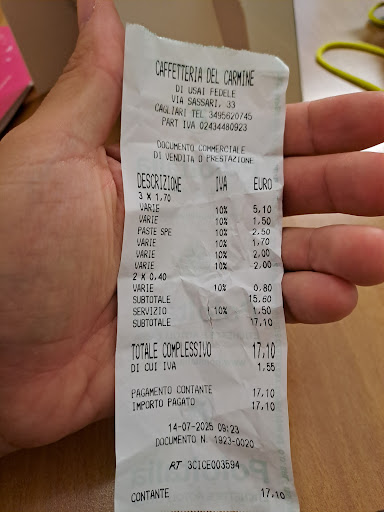 CAFFETTERIA DEL CARMINE
DI USAI FEDELE
VIA SASSARI, 33
CAGLIARI TEL 3495620745
PART IVA 02434480923
DOCUMENTO COMMERCIALE
DI VENDITA O PRESTAZIONE
DESCRIZIONE IVA EURO
3 X 1,70
VARIE 10% 5,10
VARIE 10% 1,50
PASTE SPE 10% 2,50
VARIE 10% 1,70
VARIE 10% 2,00
VARIE 10% 2,00
2 X 0,40
VARIE 10% 0,80
SUBTOTALE 15,60
SERVIZIO 10% 1,50
SUBTOTALE 17,10
TOTALE COMPLESSIVO 17,10
DI CUI IVA 1,55
PAGAMENTO CONTANTE 17,10
IMPORTO PAGATO 17,10
14-07-2025 09:23
DOCUMENTO N. 1923-0020
RT 3CICE003594
CONTANTE 17,10